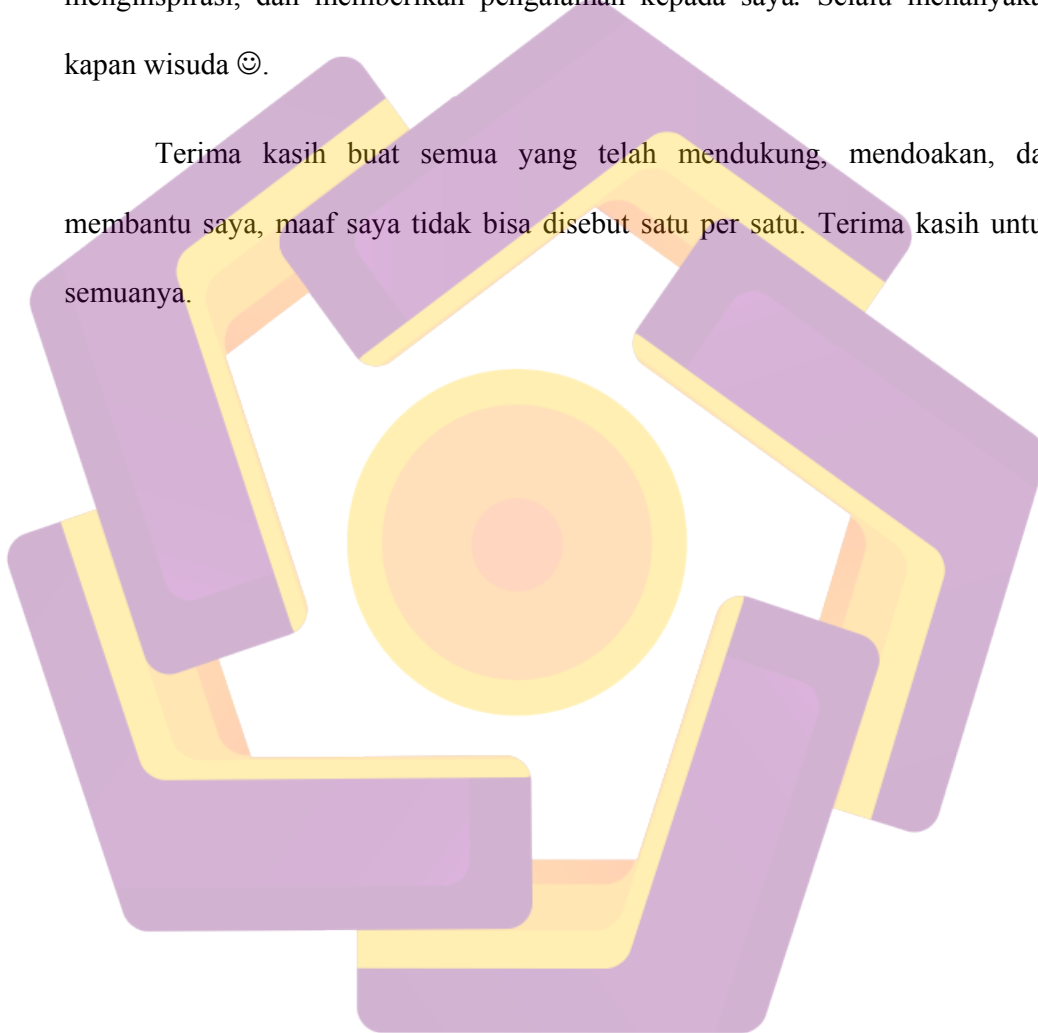 menginspirasi, dan memberikan pengalaman kepada saya. Selalu menanyaka
kapan wisuda ☺.
Terima kasih buat semua yang telah mendukung, mendoakan, da
membantu saya, maaf saya tidak bisa disebut satu per satu. Terima kasih untu
semuanya.